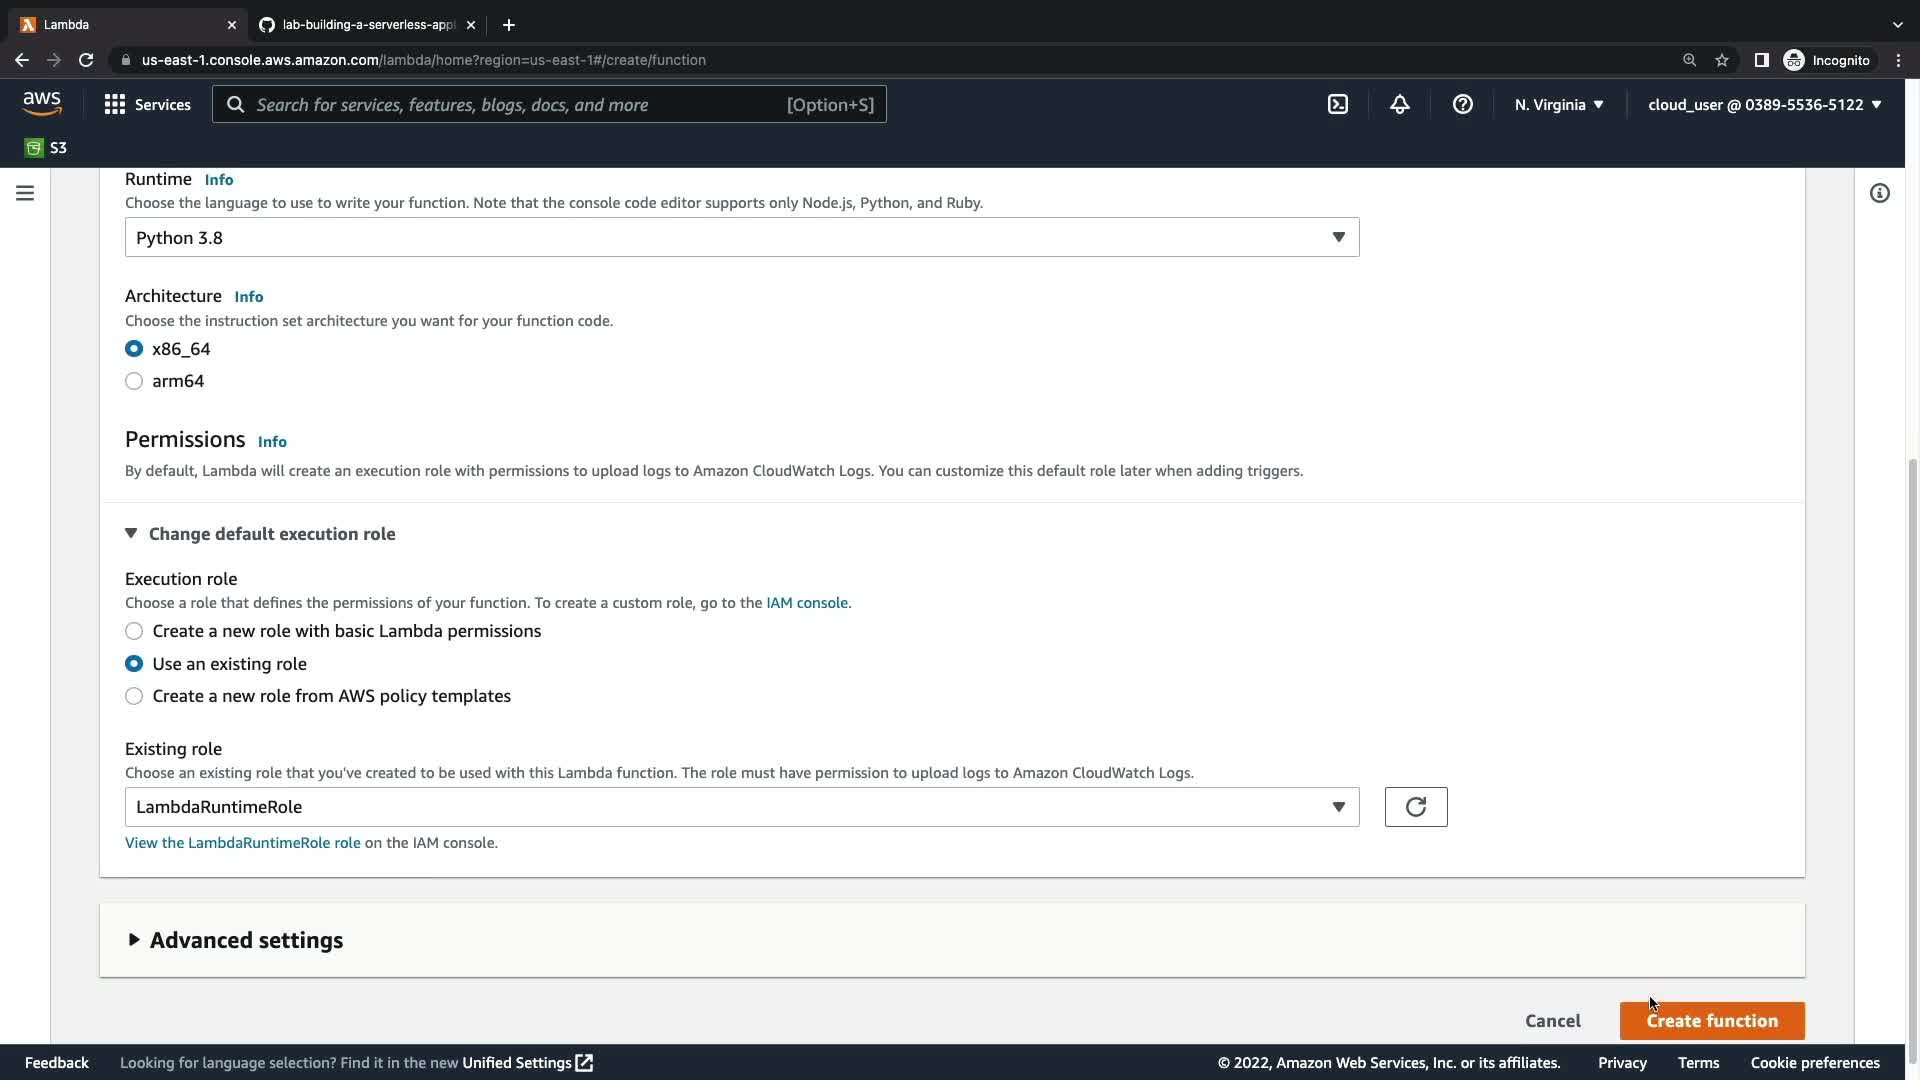 Lambda
lab-building-a-serverless-appl
us-east-1.console.aws.amazon.com/lambda/home?region=us-east-1#/create/function
Incognito
aws
Services
Search for services, features, blogs, docs, and more
[Option+S]
N. Virginia
cloud_user @ 0389-5536-5122
S3
Runtime Info
Choose the language to use to write your function. Note that the console code editor supports only Node.js, Python, and Ruby.
Python 3.8
Architecture Info
Choose the instruction set architecture you want for your function code.
x86_64
arm64
Permissions Info
By default, Lambda will create an execution role with permissions to upload logs to Amazon CloudWatch Logs. You can customize this default role later when adding triggers.
Change default execution role
Execution role
Choose a role that defines the permissions of your function. To create a custom role, go to the IAM console.
Create a new role with basic Lambda permissions
Use an existing role
Create a new role from AWS policy templates
Existing role
Choose an existing role that you've created to be used with this Lambda function. The role must have permission to upload logs to Amazon CloudWatch Logs.
LambdaRuntimeRole
View the LambdaRuntimeRole role on the IAM console.
Advanced settings
Cancel
Create function
Feedback
Looking for language selection? Find it in the new Unified Settings
© 2022, Amazon Web Services, Inc. or its affiliates.
Privacy
Terms
Cookie preferences